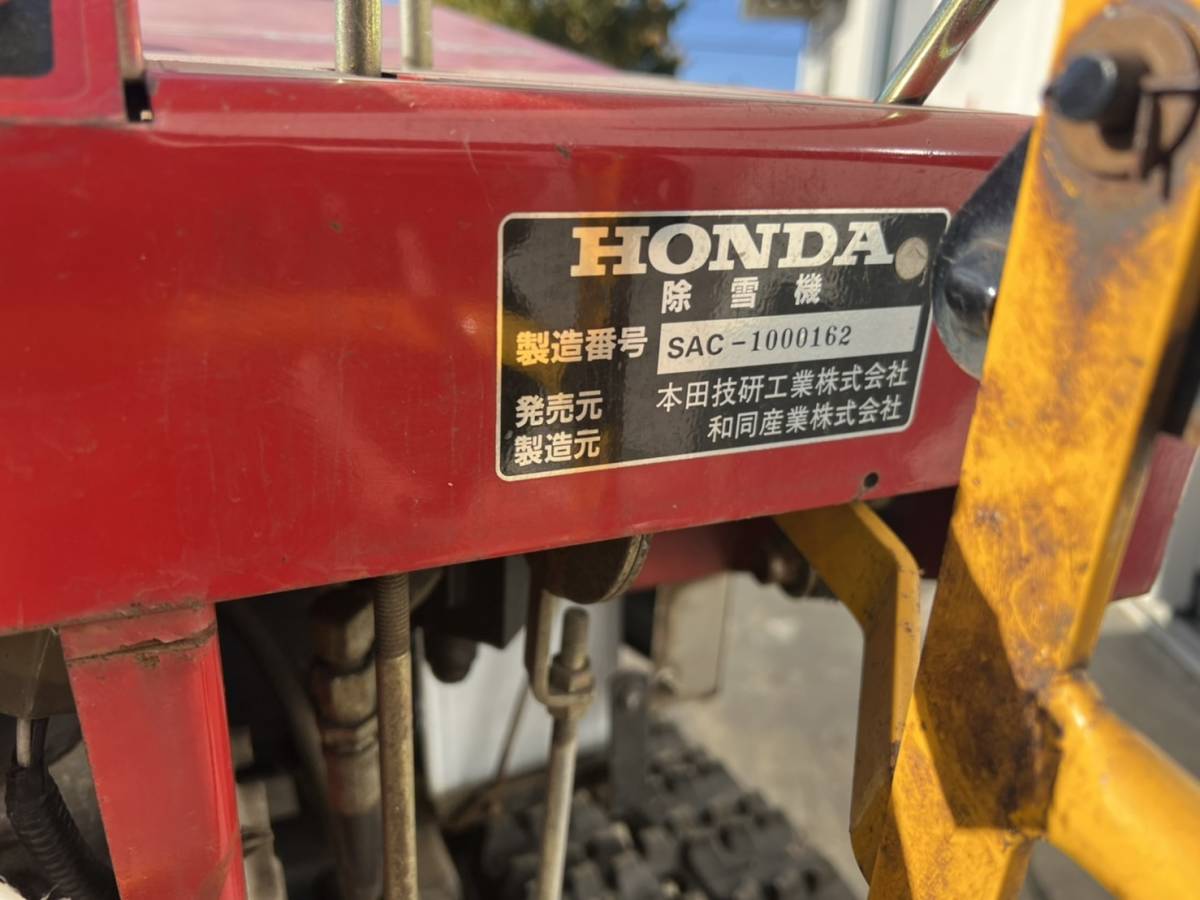 HONDA
除雪機
製造番号 SAC-1000162
発売元 本田技研工業株式会社
製造元 和同産業株式会社